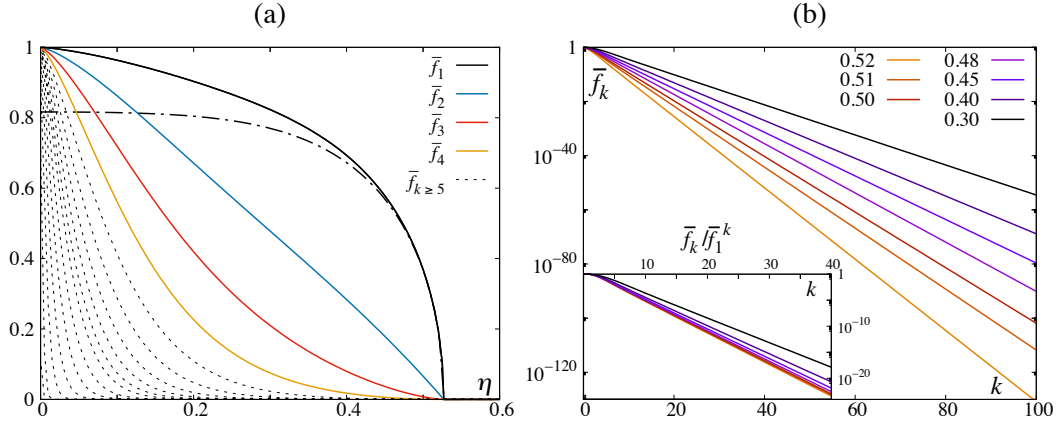 (a)
(b)
1
0.8
0.6
0.4
0.2
0
0
0.2
0.4
0.6
η
f̅₁
f̅₂
f̅₃
f̅₄
f̅ₖ ≥ ₅
1
10⁻⁴⁰
10⁻⁸⁰
10⁻¹²⁰
f̅ₖ
0.52
0.51
0.50
0.48
0.45
0.40
0.30
0
20
40
60
80
100
k
f̅ₖ/f̅₁ᵏ
10
20
30
40
k
1
10⁻¹⁰
10⁻²⁰